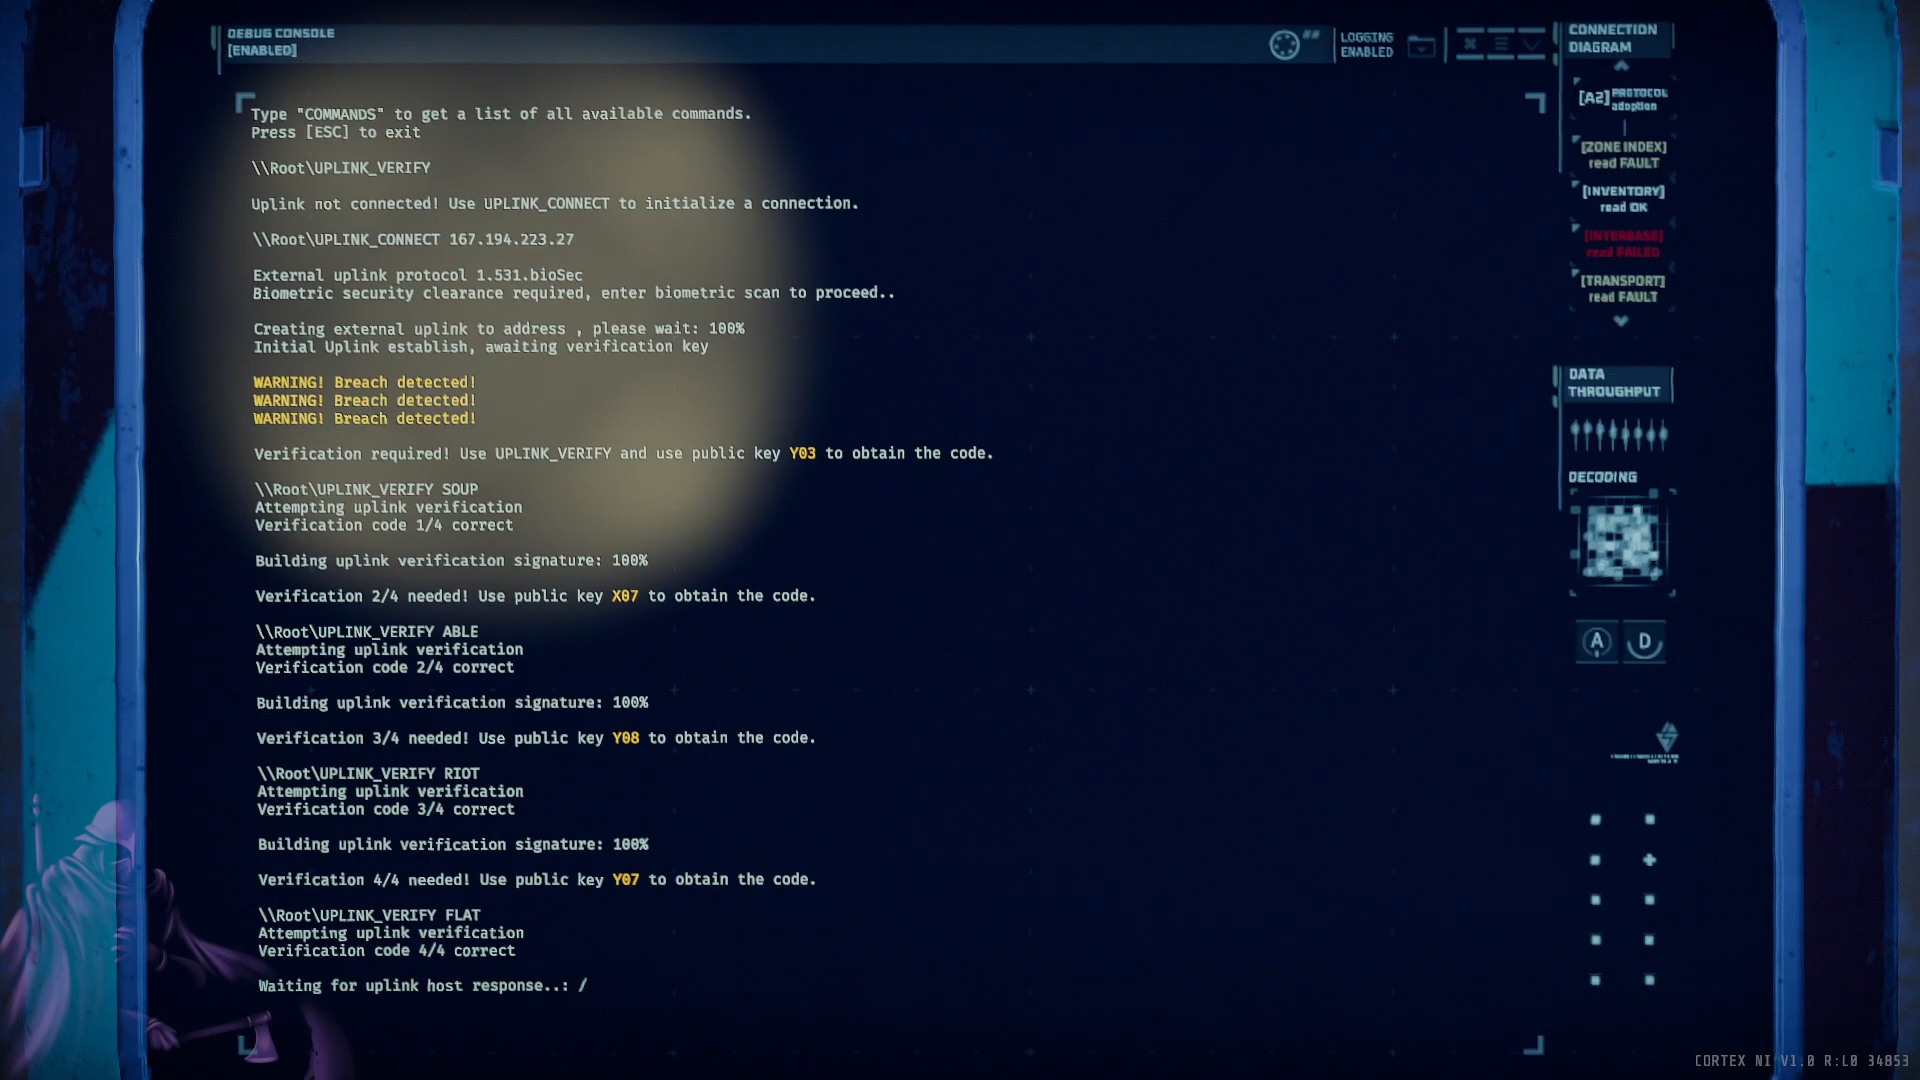 DEBUG CONSOLE
[ENABLED]
LOGGING
ENABLED
Type "COMMANDS" to get a list of all available commands.
Press [ESC] to exit
\\Root\UPLINK_VERIFY
Uplink not connected! Use UPLINK_CONNECT to initialize a connection.
\\Root\UPLINK_CONNECT 167.194.223.27
External uplink protocol 1.531.bioSec
Biometric security clearance required, enter biometric scan to proceed..
Creating external uplink to address , please wait: 100%
Initial Uplink establish, awaiting verification key
WARNING! Breach detected!
WARNING! Breach detected!
WARNING! Breach detected!
Verification required! Use UPLINK_VERIFY and use public key Y03 to obtain the code.
\\Root\UPLINK_VERIFY SOUP
Attempting uplink verification
Verification code 1/4 correct
Building uplink verification signature: 100%
Verification 2/4 needed! Use public key X07 to obtain the code.
\\Root\UPLINK_VERIFY ABLE
Attempting uplink verification
Verification code 2/4 correct
Building uplink verification signature: 100%
Verification 3/4 needed! Use public key Y08 to obtain the code.
\\Root\UPLINK_VERIFY RIOT
Attempting uplink verification
Verification code 3/4 correct
Building uplink verification signature: 100%
Verification 4/4 needed! Use public key Y07 to obtain the code.
\\Root\UPLINK_VERIFY FLAT
Attempting uplink verification
Verification code 4/4 correct
Waiting for uplink host response..: /
CONNECTION
DIAGRAM
[A2] PROTOCOL
adaption
[ZONE INDEX]
read FAULT
[INVENTORY]
read OK
[INTERBASE]
read FAILED
[TRANSPORT]
read FAULT
DATA
THROUGHPUT
DECODING
A D
CORTEX NI V1.0 R:L0 34853